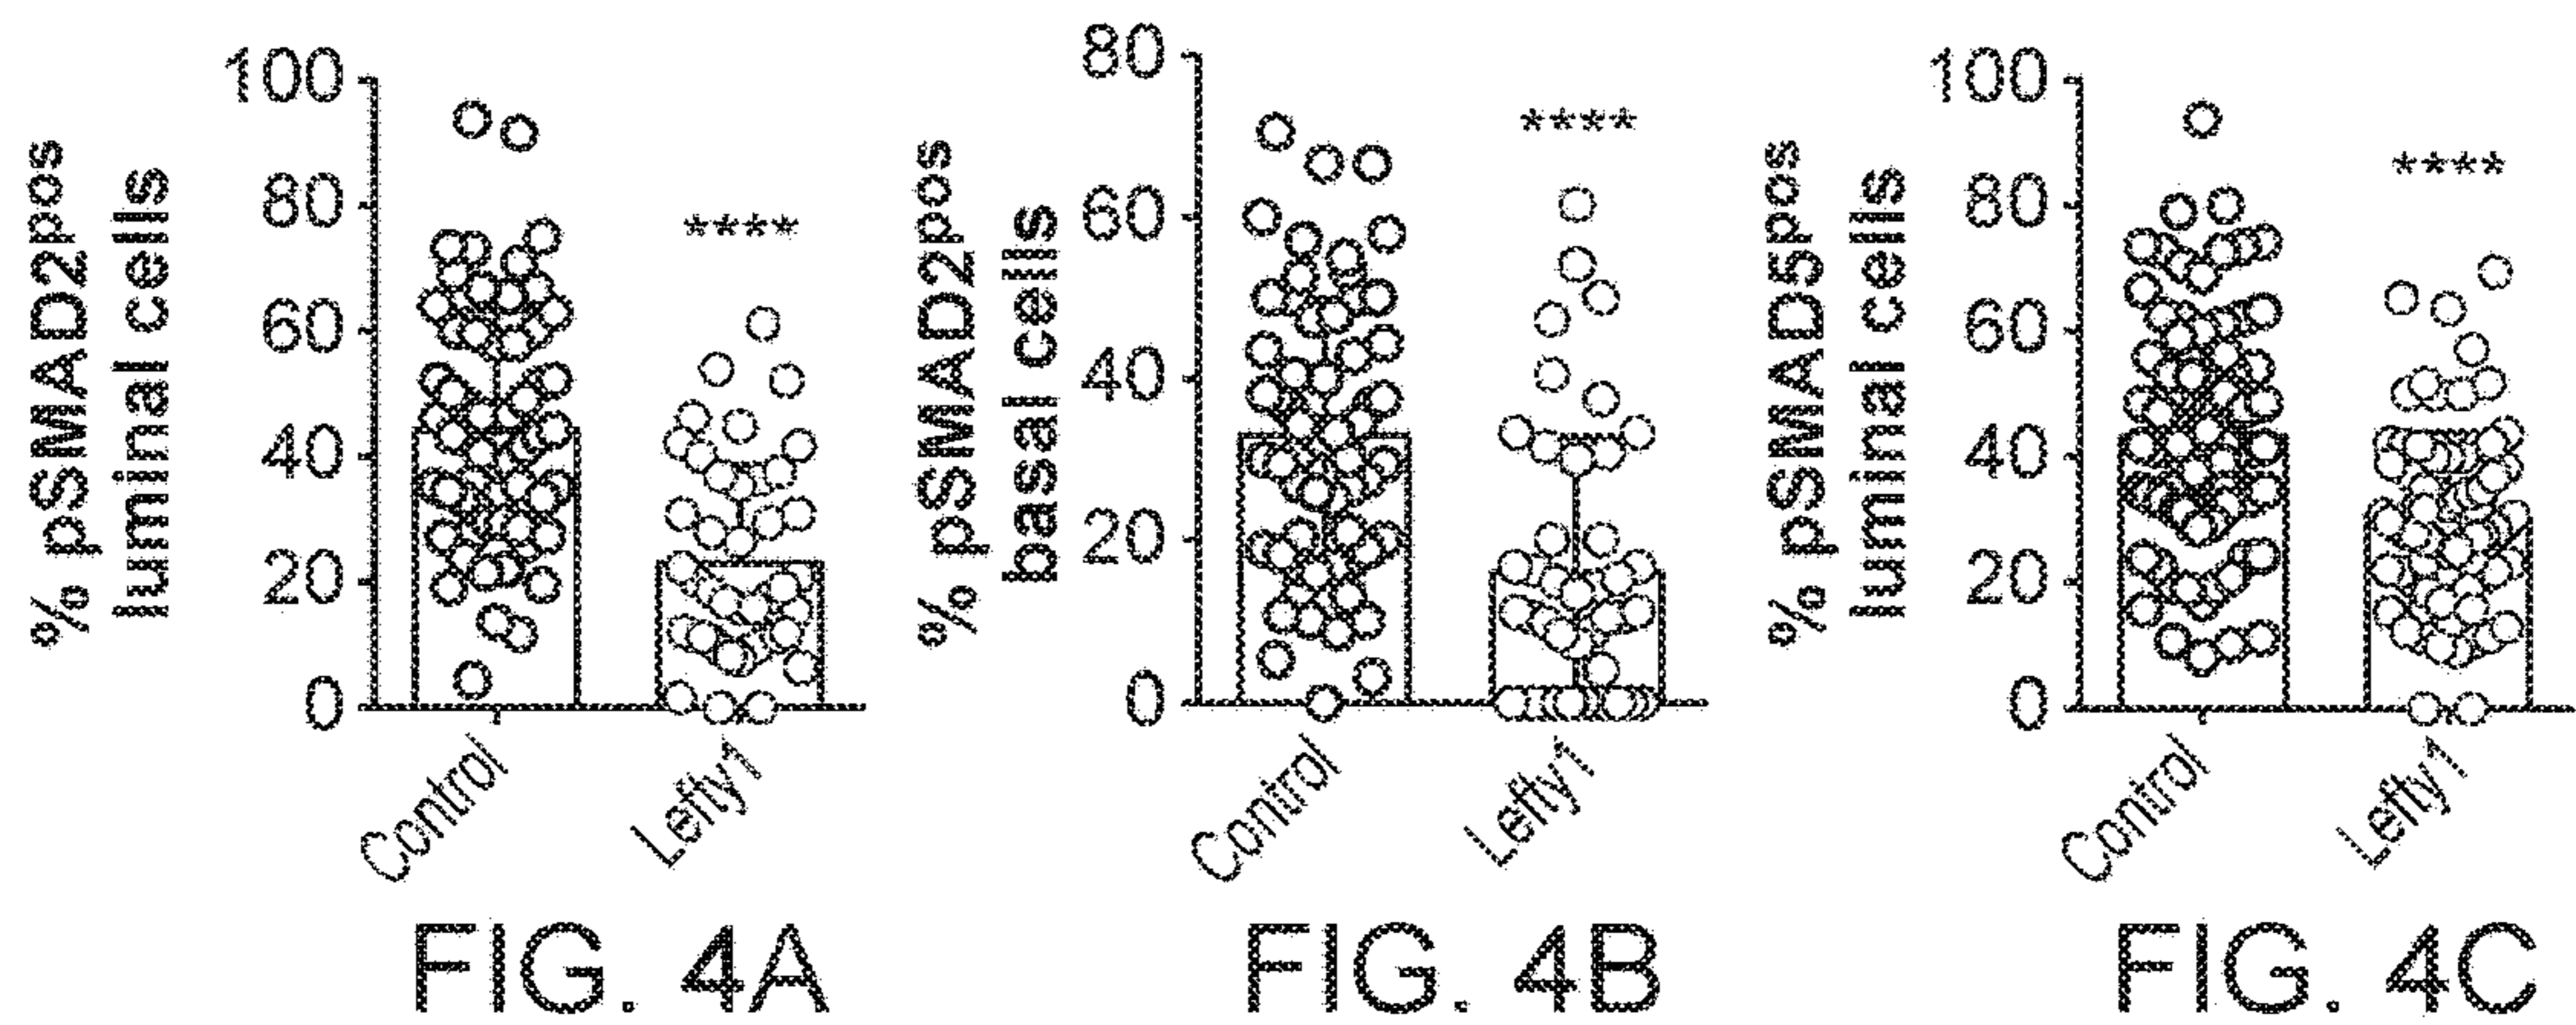 % pSMAD2pos
luminal cells
100
80
60
40
20
0
****
Control
Lefty1
FIG. 4A
% pSMAD2pos
basal cells
80
60
40
20
0
****
Control
Lefty1
FIG. 4B
% pSMAD5pos
luminal cells
100
80
60
40
20
0
****
Control
Lefty1
FIG. 4C